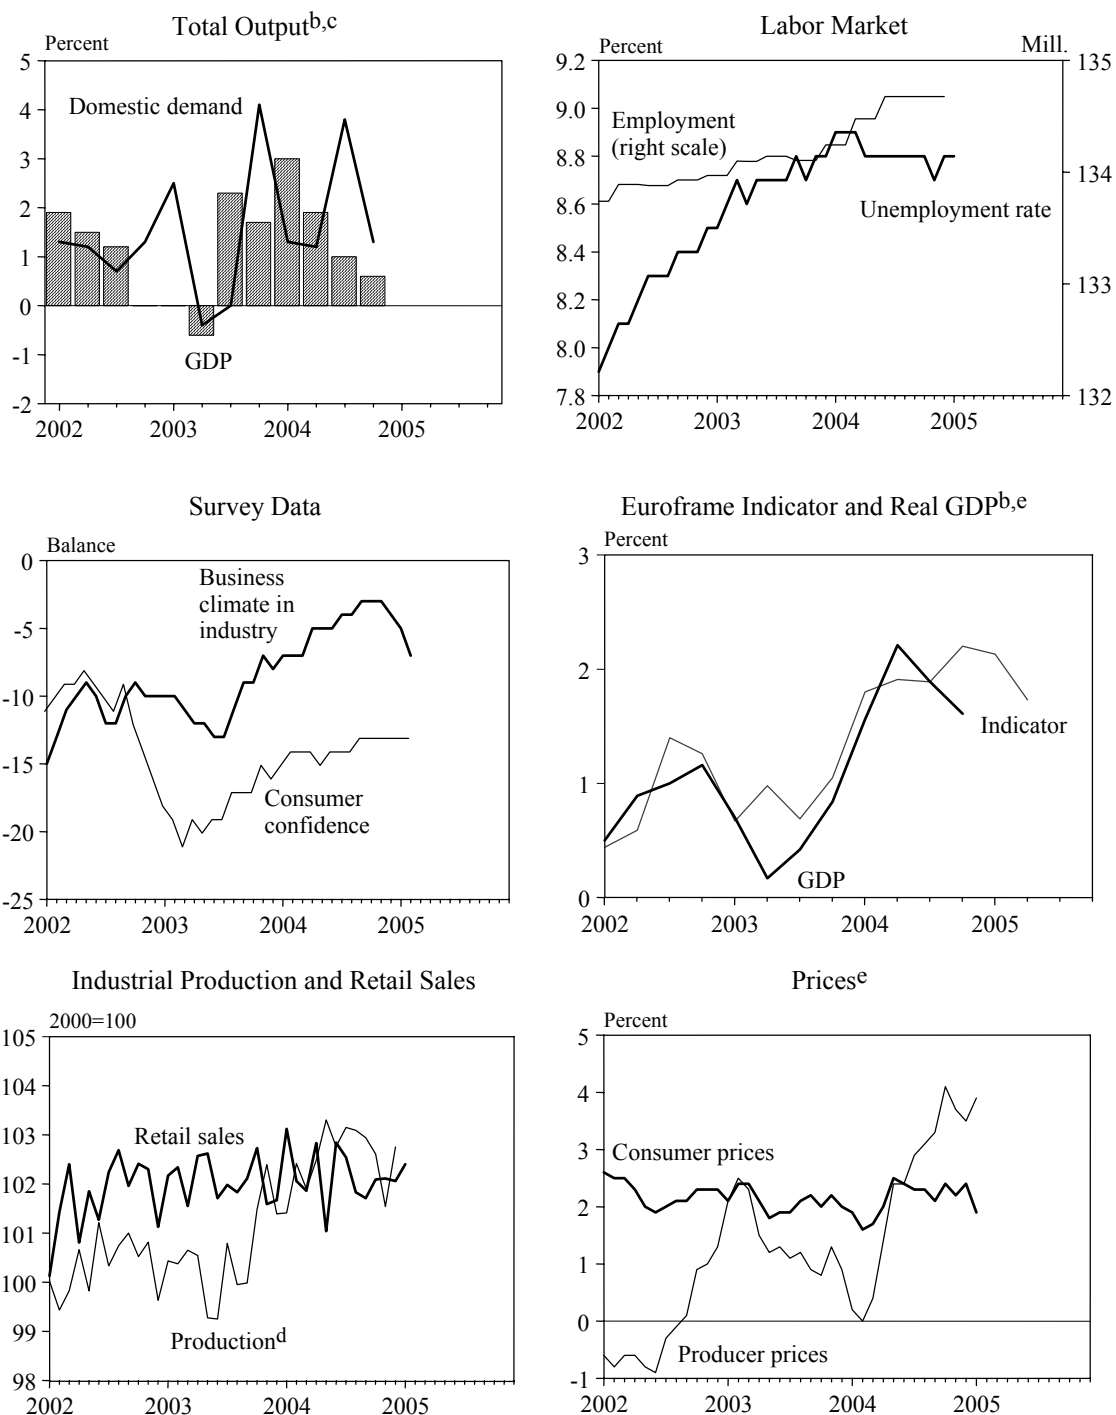 Total Outputb,c
Percent
5
4
3
2
1
0
-1
-2
Domestic demand
GDP
2002 2003 2004 2005
Labor Market
Percent
Mill.
9.2
9.0
8.8
8.6
8.4
8.2
8.0
7.8
135
134
133
132
Employment
(right scale)
Unemployment rate
2002 2003 2004 2005
Survey Data
Balance
0
-5
-10
-15
-20
-25
Business
climate in
industry
Consumer
confidence
2002 2003 2004 2005
Euroframe Indicator and Real GDPb,e
Percent
3
2
1
0
Indicator
GDP
2002 2003 2004 2005
Industrial Production and Retail Sales
2000=100
105
104
103
102
101
100
99
98
Retail sales
Productiond
2002 2003 2004 2005
Pricese
Percent
5
4
3
2
1
0
-1
Consumer prices
Producer prices
2002 2003 2004 2005